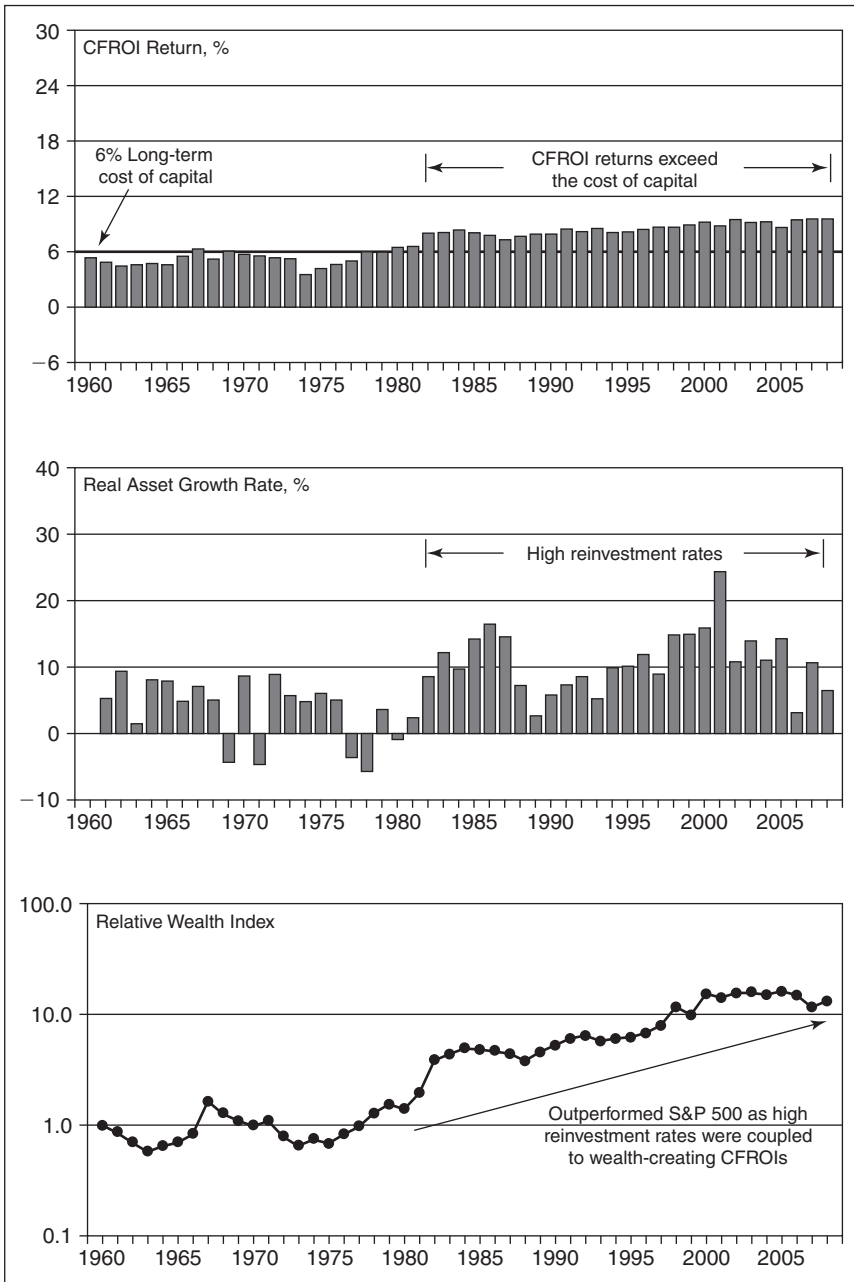 30
CFROI Return, %
24
18
6% Long-term
cost of capital
CFROI returns exceed
the cost of capital
12
6
0
−6
1960 1965 1970 1975 1980 1985 1990 1995 2000 2005
40
Real Asset Growth Rate, %
30
High reinvestment rates
20
10
0
−10
1960 1965 1970 1975 1980 1985 1990 1995 2000 2005
100.0
Relative Wealth Index
10.0
1.0
Outperformed S&P 500 as high
reinvestment rates were coupled
to wealth-creating CFROIs
0.1
1960 1965 1970 1975 1980 1985 1990 1995 2000 2005